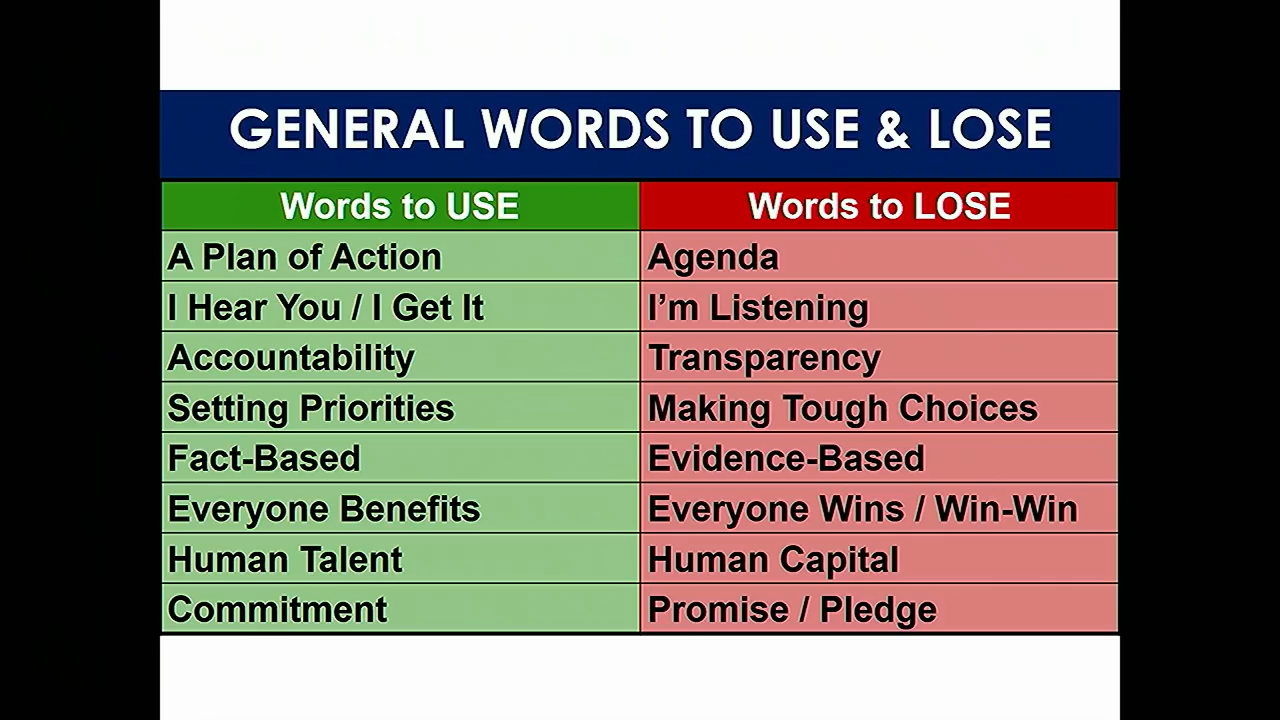 GENERAL WORDS TO USE & LOSE
Words to USE
Words to LOSE
A Plan of Action
Agenda
I Hear You / I Get It
I’m Listening
Accountability
Transparency
Setting Priorities
Making Tough Choices
Fact-Based
Evidence-Based
Everyone Benefits
Everyone Wins / Win-Win
Human Talent
Human Capital
Commitment
Promise / Pledge